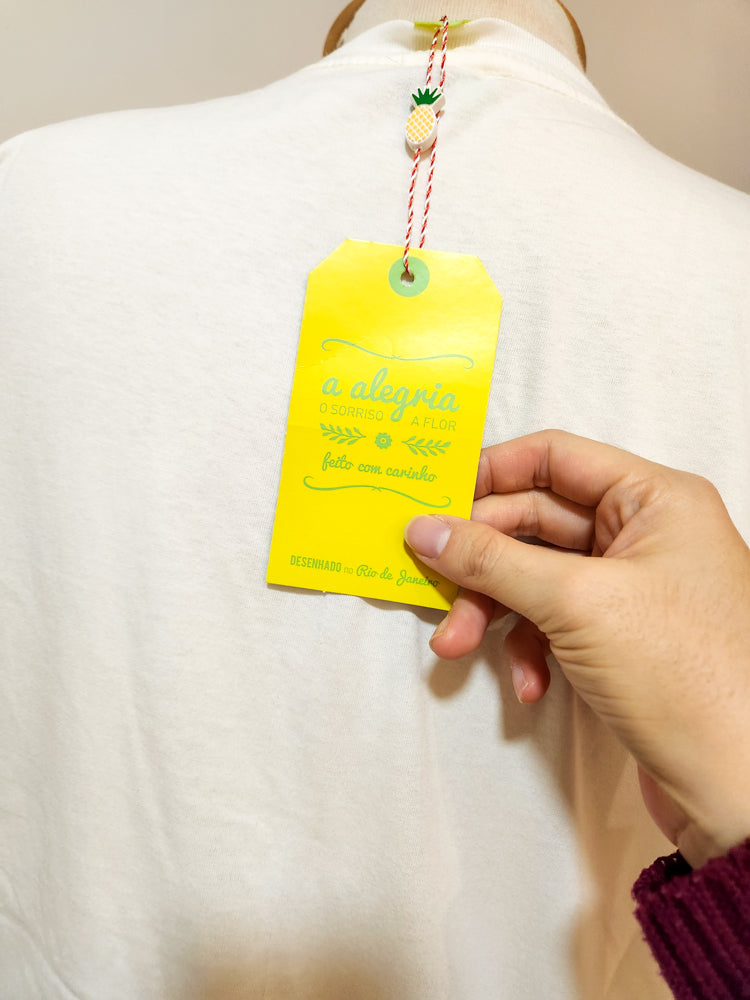 a alegria
O SORRISO A FLOR
feito com carinho
DESENHADO no Rio de Janeiro